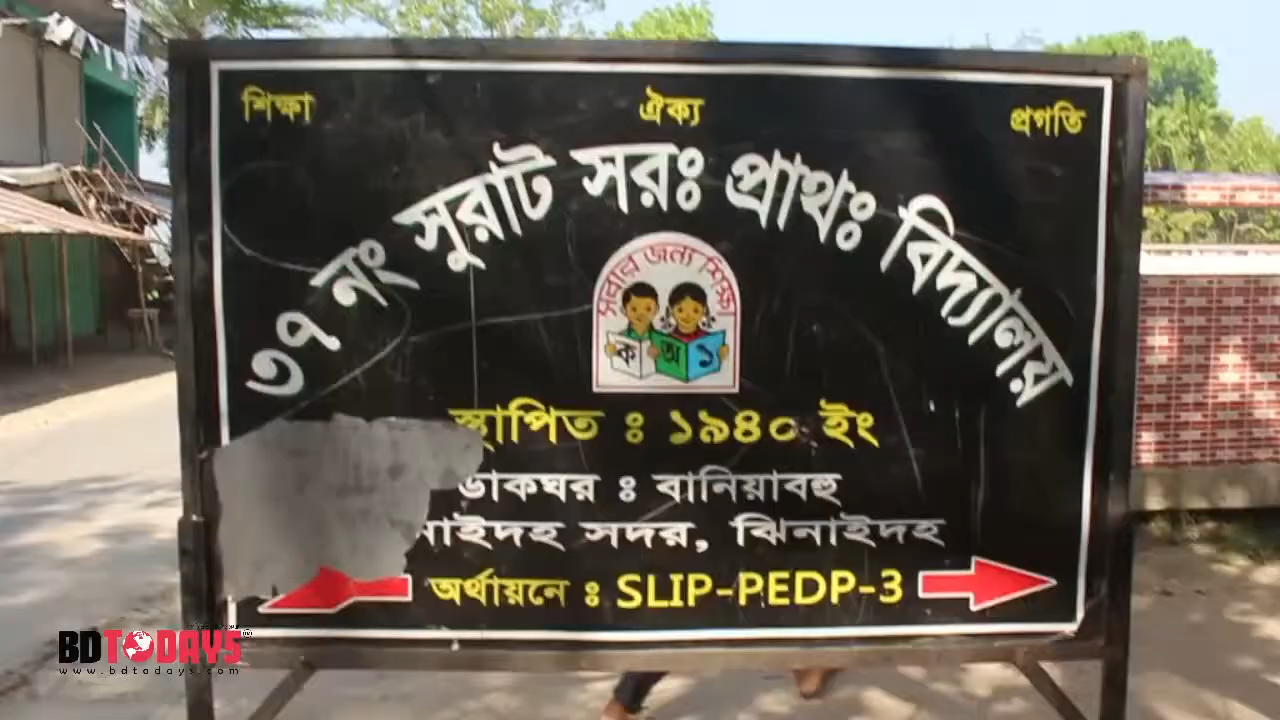 শিক্ষা ঐক্য প্রগতি
৩৭ নং সুরাট সরঃ প্রাথঃ বিদ্যালয়
সবার জন্য শিক্ষা
ক অ ১
স্থাপিত : ১৯৪০ ইং
ডাকঘর : বানিয়াবহু
নাইদহ সদর, ঝিনাইদহ
অর্থায়নে : SLIP-PEDP-3
BDTODAYS
www.bdtodays.com